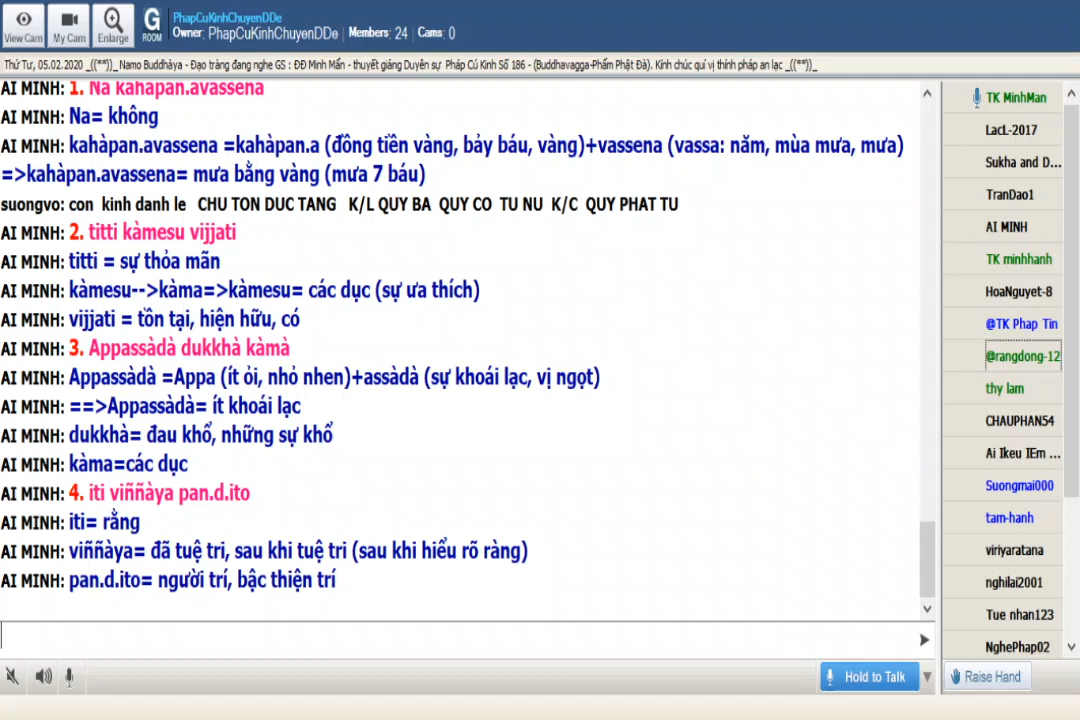 PhapCuKinhChuyenDDe
Owner: PhapCuKinhChuyenDDe | Members: 24 | Cams: 0
View Cam
My Cam
Enlarge
G ROOM
Thứ Tư, 05.02.2020 _((**))_ Namo Buddhàya - Đạo tràng đang nghe GS : ĐĐ Minh Mẩn - thuyết giảng Duyên sự Pháp Cú Kinh Số 186 - (Buddhavagga-Phẩm Phật Đà). Kính chúc quí vị thính pháp an lạc _((**))_
AI MINH: 1. Na kahàpan.avassena
AI MINH: Na= không
AI MINH: kahàpan.avassena =kahàpan.a (đồng tiền vàng, bảy báu, vàng)+vassena (vassa: năm, mùa mưa, mưa)
=>kahàpan.avassena= mưa bằng vàng (mưa 7 báu)
suongvo: con kinh danh le CHU TON DUC TANG K/L QUY BA QUY CO TU NU K/C QUY PHAT TU
AI MINH: 2. titti kàmesu vijjati
AI MINH: titti = sự thỏa mãn
AI MINH: kàmesu-->kàma=>kàmesu= các dục (sự ưa thích)
AI MINH: vijjati = tồn tại, hiện hữu, có
AI MINH: 3. Appassàdà dukkhà kàmà
AI MINH: Appassàdà =Appa (ít ỏi, nhỏ nhen)+assàdà (sự khoái lạc, vị ngọt)
AI MINH: ==>Appassàdà= ít khoái lạc
AI MINH: dukkhà= đau khổ, những sự khổ
AI MINH: kàma=các dục
AI MINH: 4. iti viññàya pan.d.ito
AI MINH: iti= rằng
AI MINH: viññàya= đã tuệ tri, sau khi tuệ tri (sau khi hiểu rõ ràng)
AI MINH: pan.d.ito= người trí, bậc thiện trí
TK MinhMan
LacL-2017
Sukha and D...
TranDao1
AI MINH
TK minhhanh
HoaNguyet-8
@TK Phap Tin
@rangdong-12
thy lam
CHAUPHAN54
Ai Ikeu IEm ...
Suongmai000
tam-hanh
viriyaratana
nghilai2001
Tue nhan123
NghePhap02
Hold to Talk
Raise Hand